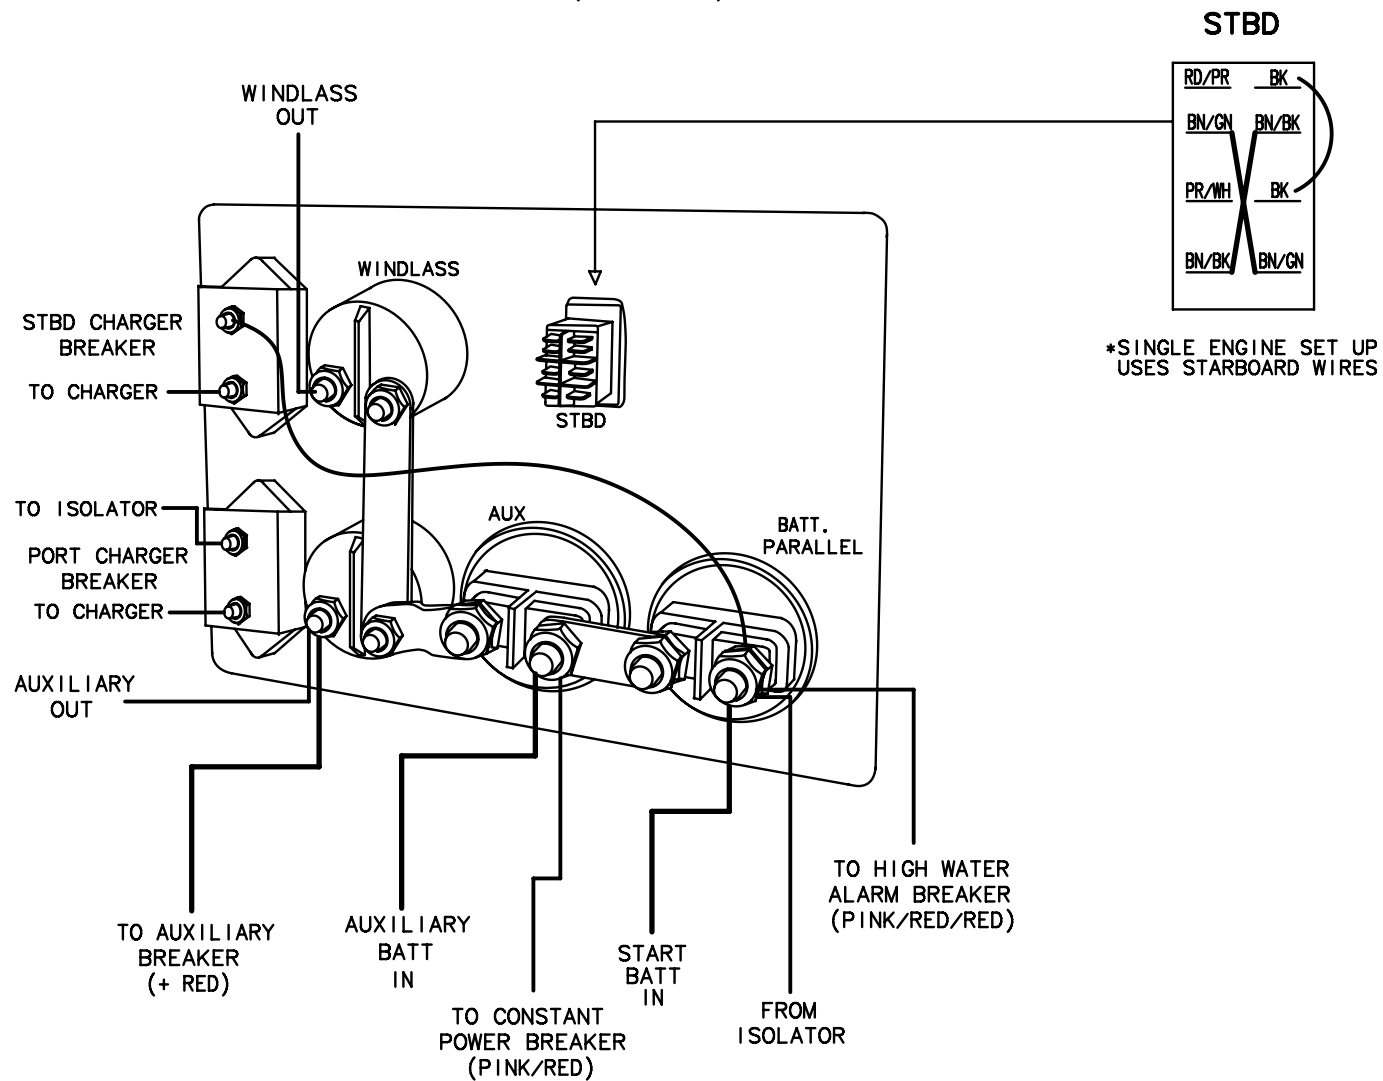 STBD
RD/PR BK
BN/GN BN/BK
PR/WH BK
BN/BK BN/GN
*SINGLE ENGINE SET UP
USES STARBOARD WIRES
WINDLASS
OUT
WINDLASS
STBD CHARGER
BREAKER
TO CHARGER
STBD
TO ISOLATOR
PORT CHARGER
BREAKER
TO CHARGER
AUX
BATT.
PARALLEL
AUXILIARY
OUT
TO AUXILIARY
BREAKER
(+ RED)
AUXILIARY
BATT
IN
TO CONSTANT
POWER BREAKER
(PINK/RED)
START
BATT
IN
FROM
ISOLATOR
TO HIGH WATER
ALARM BREAKER
(PINK/RED/RED)